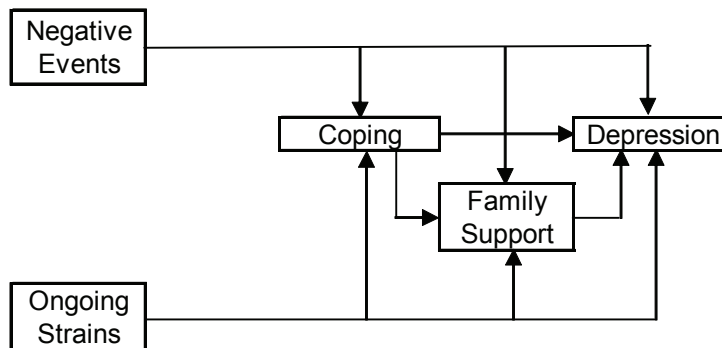 Negative
Events
Coping
Depression
Family
Support
Ongoing
Strains